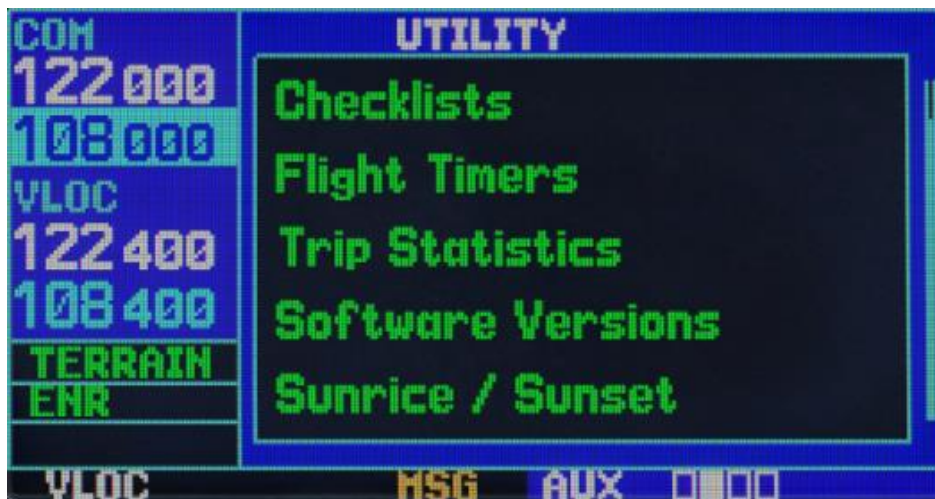 COM
122000
108000
VLOC
122400
108400
TERRAIN
ENR
UTILITY
Checklists
Flight Timers
Trip Statistics
Software Versions
Sunrice / Sunset
VLOC
MSG
AUX